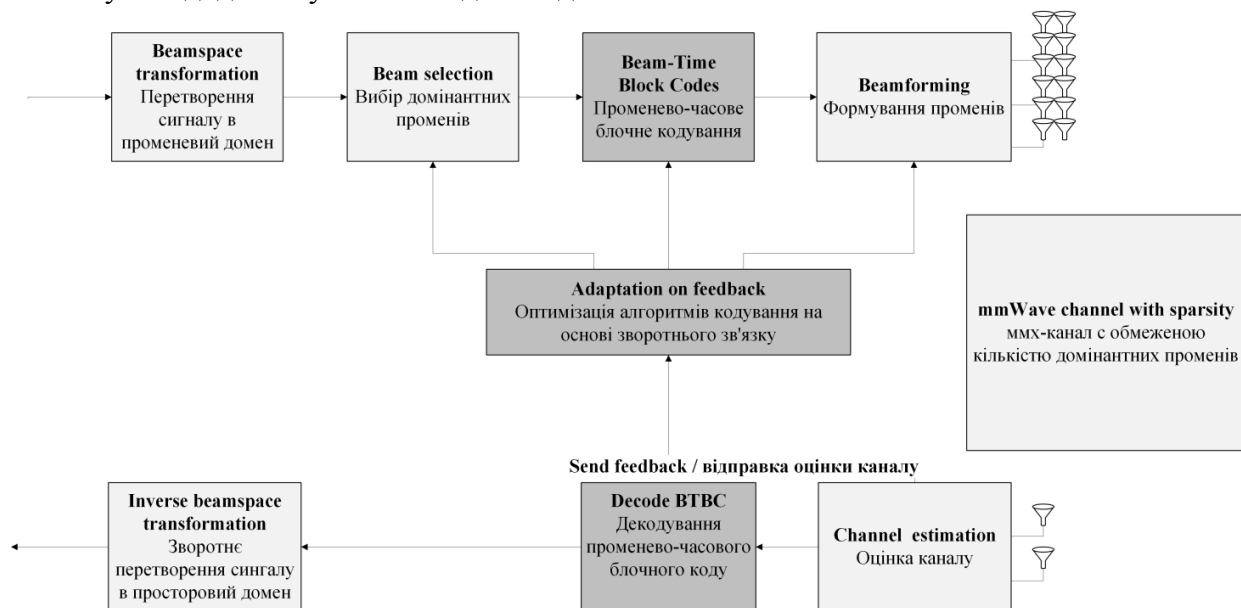 Beamspace
transformation
Перетворення
сигналу в
променевий домен
Beam selection
Вибір домінантних
променів
Beam-Time
Block Codes
Променево-часове
блочне кодування
Beamforming
Формування променів
Adaptation on feedback
Оптимізація алгоритмів кодування на
основі зворотнього зв'язку
mmWave channel with sparsity
ммх-канал с обмеженою
кількістю домінантних променів
Send feedback / відправка оцінки каналу
Inverse beamspace
transformation
Зворотнє
перетворення сингалу
в просторовий домен
Decode BTBC
Декодування
променево-часового
блочного коду
Channel estimation
Оцінка каналу